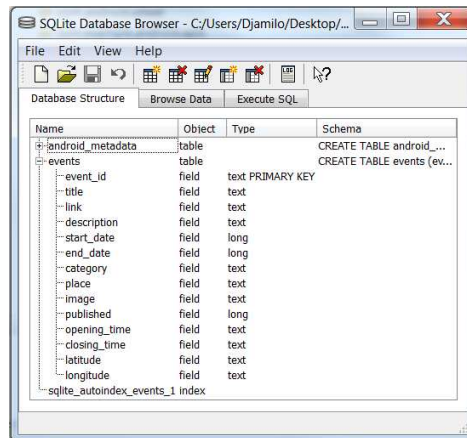 SQLite Database Browser - C:/Users/Djamilo/Desktop/...
File Edit View Help
LOG ?
Database Structure Browse Data Execute SQL
Name Object Type Schema
android_metadata table CREATE TABLE android_...
events table CREATE TABLE events (ev...
event_id field text PRIMARY KEY
title field text
link field text
description field text
start_date field long
end_date field long
category field text
place field text
image field text
published field long
opening_time field text
closing_time field text
latitude field text
longitude field text
sqlite_autoindex_events_1 index